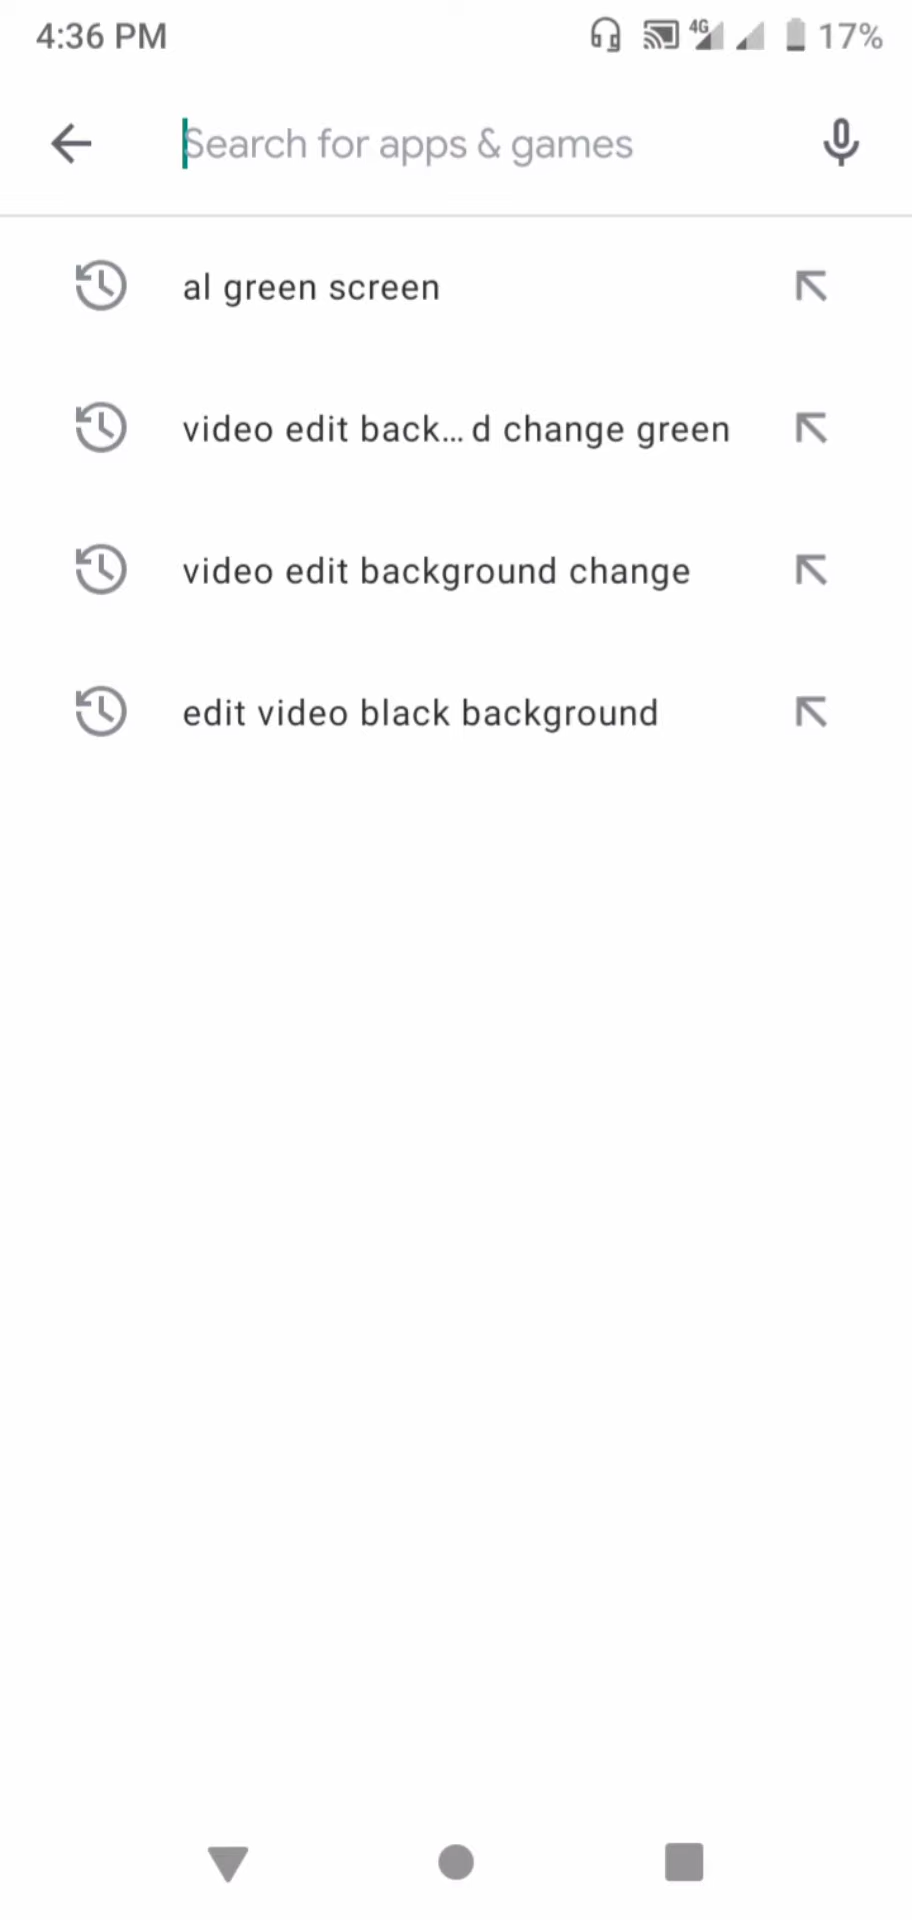 4:36 PM 4G 17%
Search for apps & games
al green screen
video edit back... d change green
video edit background change
edit video black background